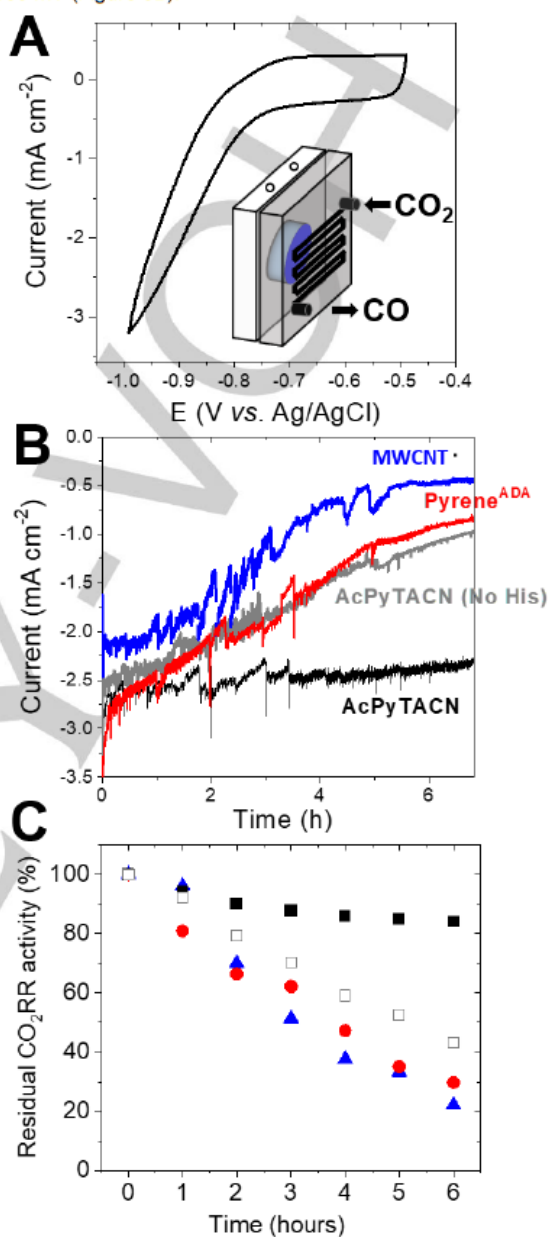 A
0
-1
-2
-3
Current (mA cm⁻²)
CO₂
CO
-1.0 -0.9 -0.8 -0.7 -0.6 -0.5 -0.4
E (V vs. Ag/AgCl)
B
0.0
-0.5
-1.0
-1.5
-2.0
-2.5
-3.0
-3.5
Current (mA cm⁻²)
MWCNT
Pyreneᴬᴰᴬ
AcPyTACN (No His)
AcPyTACN
0 2 4 6
Time (h)
C
100
80
60
40
20
0
Residual CO₂RR activity (%)
0 1 2 3 4 5 6
Time (hours)